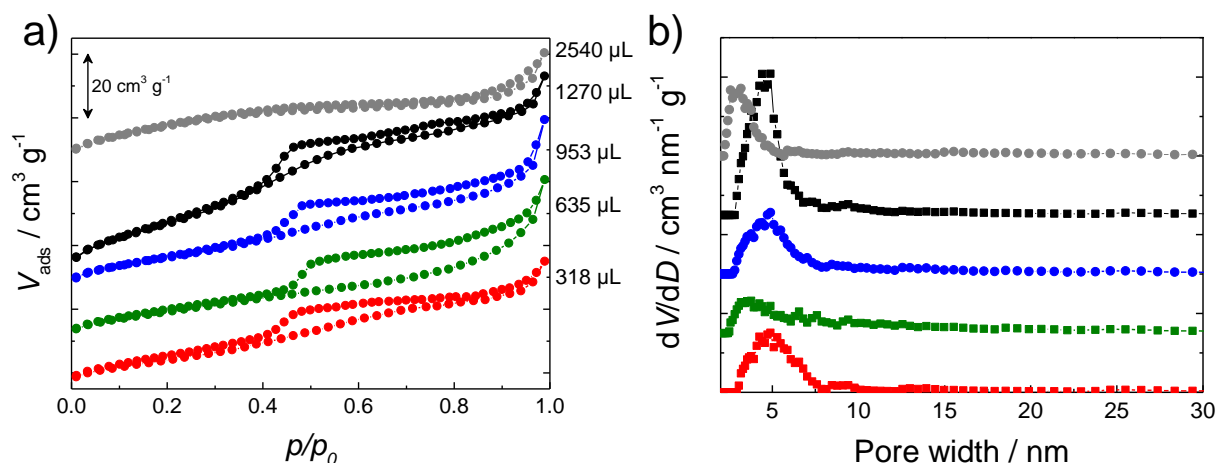 a)
20 cm³ g⁻¹
V_ads / cm³ g⁻¹
2540 µL
1270 µL
953 µL
635 µL
318 µL
0.0 0.2 0.4 0.6 0.8 1.0
p/p₀
b)
dV/dD / cm³ nm⁻¹ g⁻¹
5 10 15 20 25 30
Pore width / nm